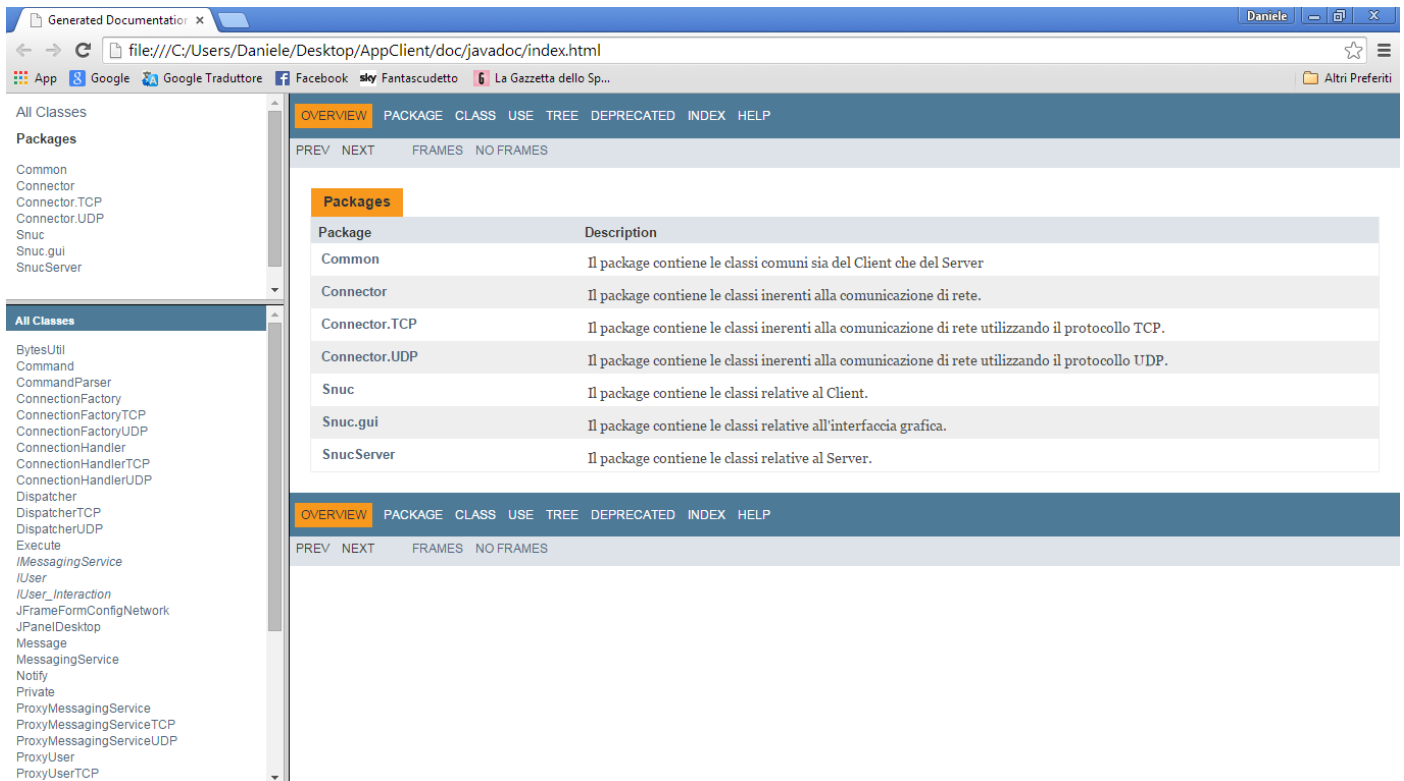 Generated Documentation
Daniele
file:///C:/Users/Daniele/Desktop/AppClient/doc/javadoc/index.html
App Google Google Traduttore Facebook sky Fantascudetto La Gazzetta dello Sp... Altri Preferiti
All Classes
Packages
Common
Connector
Connector.TCP
Connector.UDP
Snuc
Snuc.gui
SnucServer
All Classes
BytesUtil
Command
CommandParser
ConnectionFactory
ConnectionFactoryTCP
ConnectionFactoryUDP
ConnectionHandler
ConnectionHandlerTCP
ConnectionHandlerUDP
Dispatcher
DispatcherTCP
DispatcherUDP
Execute
IMessagingService
IUser
IUser_Interaction
JFrameFormConfigNetwork
JPanelDesktop
Message
MessagingService
Notify
Private
ProxyMessagingService
ProxyMessagingServiceTCP
ProxyMessagingServiceUDP
ProxyUser
ProxyUserTCP
OVERVIEW PACKAGE CLASS USE TREE DEPRECATED INDEX HELP
PREV NEXT FRAMES NO FRAMES
Packages
Package Description
Common Il package contiene le classi comuni sia del Client che del Server
Connector Il package contiene le classi inerenti alla comunicazione di rete.
Connector.TCP Il package contiene le classi inerenti alla comunicazione di rete utilizzando il protocollo TCP.
Connector.UDP Il package contiene le classi inerenti alla comunicazione di rete utilizzando il protocollo UDP.
Snuc Il package contiene le classi relative al Client.
Snuc.gui Il package contiene le classi relative all'interfaccia grafica.
SnucServer Il package contiene le classi relative al Server.
OVERVIEW PACKAGE CLASS USE TREE DEPRECATED INDEX HELP
PREV NEXT FRAMES NO FRAMES